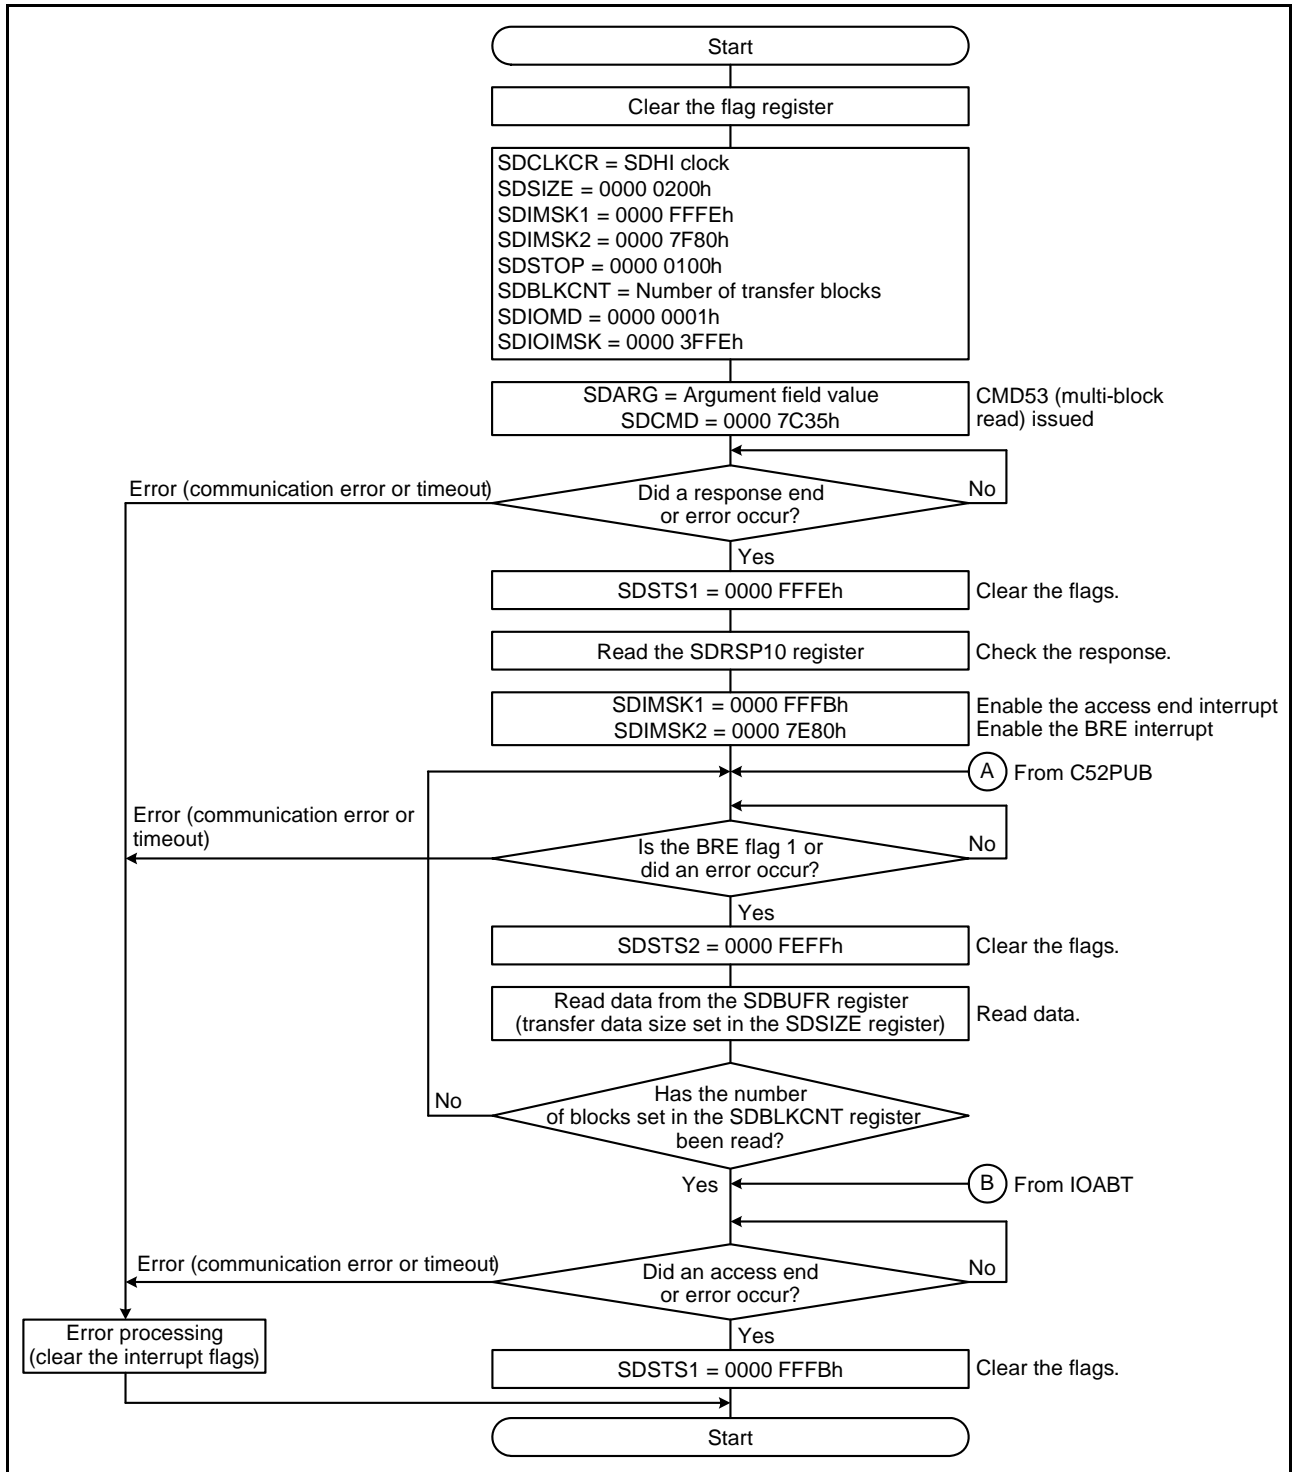 Start
Clear the flag register
SDCLKCR = SDHI clock
SDSIZE = 0000 0200h
SDIMSK1 = 0000 FFFEh
SDIMSK2 = 0000 7F80h
SDSTOP = 0000 0100h
SDBLKCNT = Number of transfer blocks
SDIOMD = 0000 0001h
SDIOIMSK = 0000 3FFEh
SDARG = Argument field value
SDCMD = 0000 7C35h
CMD53 (multi-block
read) issued
Error (communication error or timeout)
Did a response end
or error occur?
No
Yes
SDSTS1 = 0000 FFFEh
Clear the flags.
Read the SDRSP10 register
Check the response.
SDIMSK1 = 0000 FFFBh
SDIMSK2 = 0000 7E80h
Enable the access end interrupt
Enable the BRE interrupt
A From C52PUB
Error (communication error or
timeout)
Is the BRE flag 1 or
did an error occur?
No
Yes
SDSTS2 = 0000 FEFFh
Clear the flags.
Read data from the SDBUFR register
(transfer data size set in the SDSIZE register)
Read data.
Has the number
of blocks set in the SDBLKCNT register
been read?
No
Yes
B From IOABT
Error (communication error or timeout)
Did an access end
or error occur?
No
Yes
Error processing
(clear the interrupt flags)
SDSTS1 = 0000 FFFBh
Clear the flags.
Start